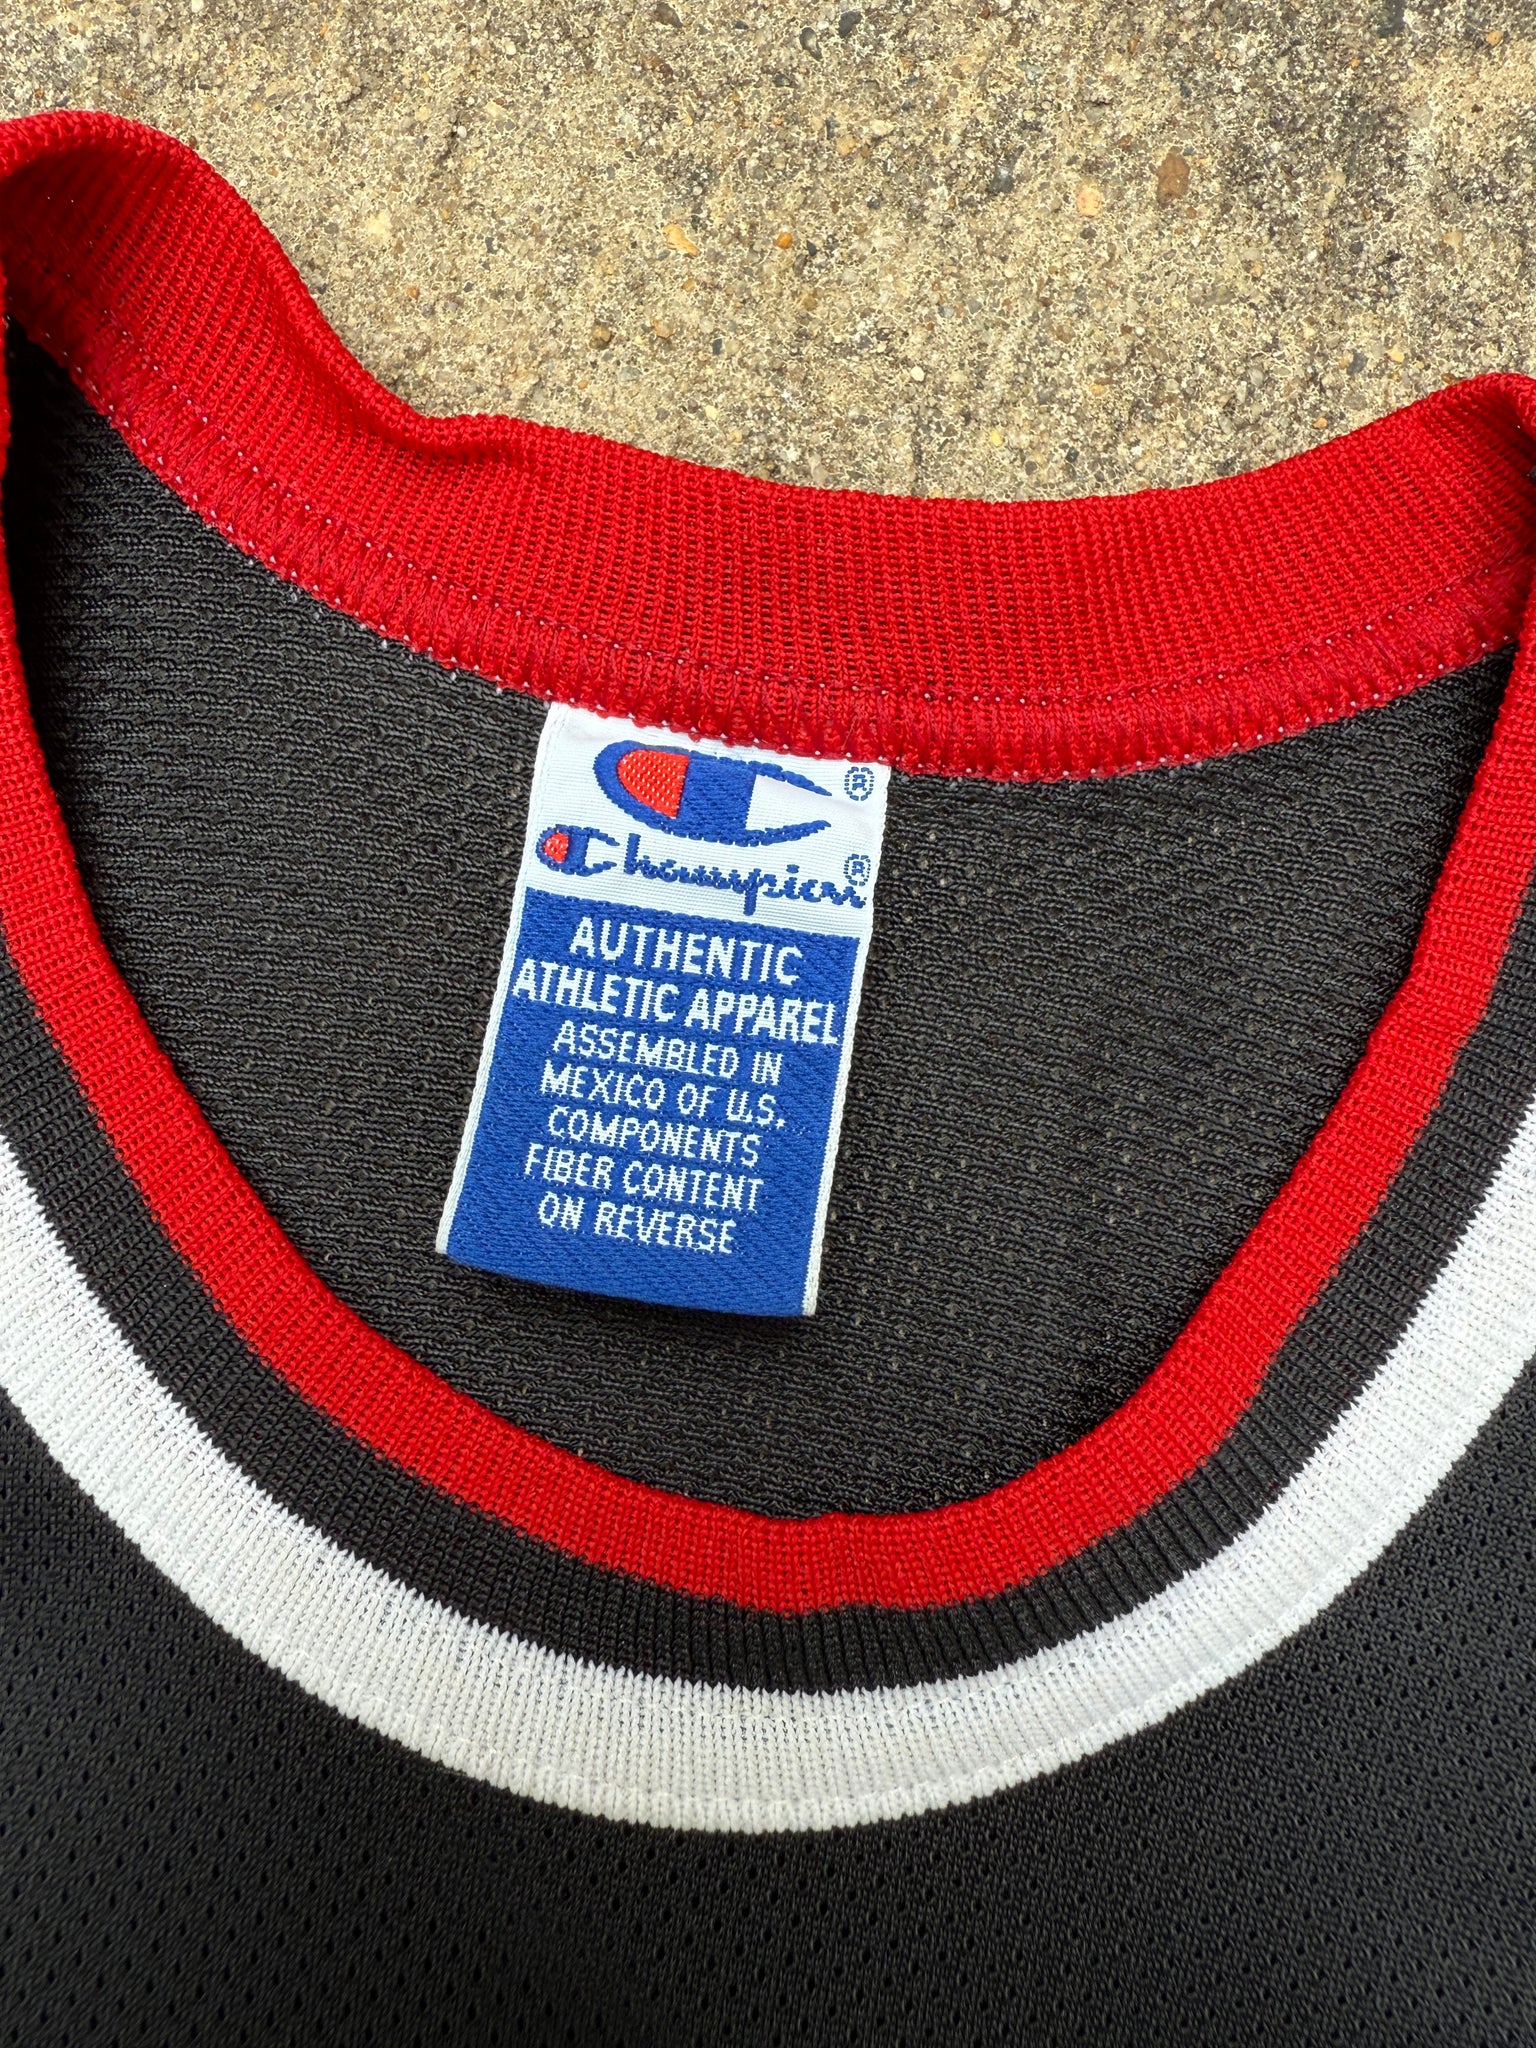 ®
Champion®
AUTHENTIC
ATHLETIC APPAREL
ASSEMBLED IN
MEXICO OF U.S.
COMPONENTS
FIBER CONTENT
ON REVERSE